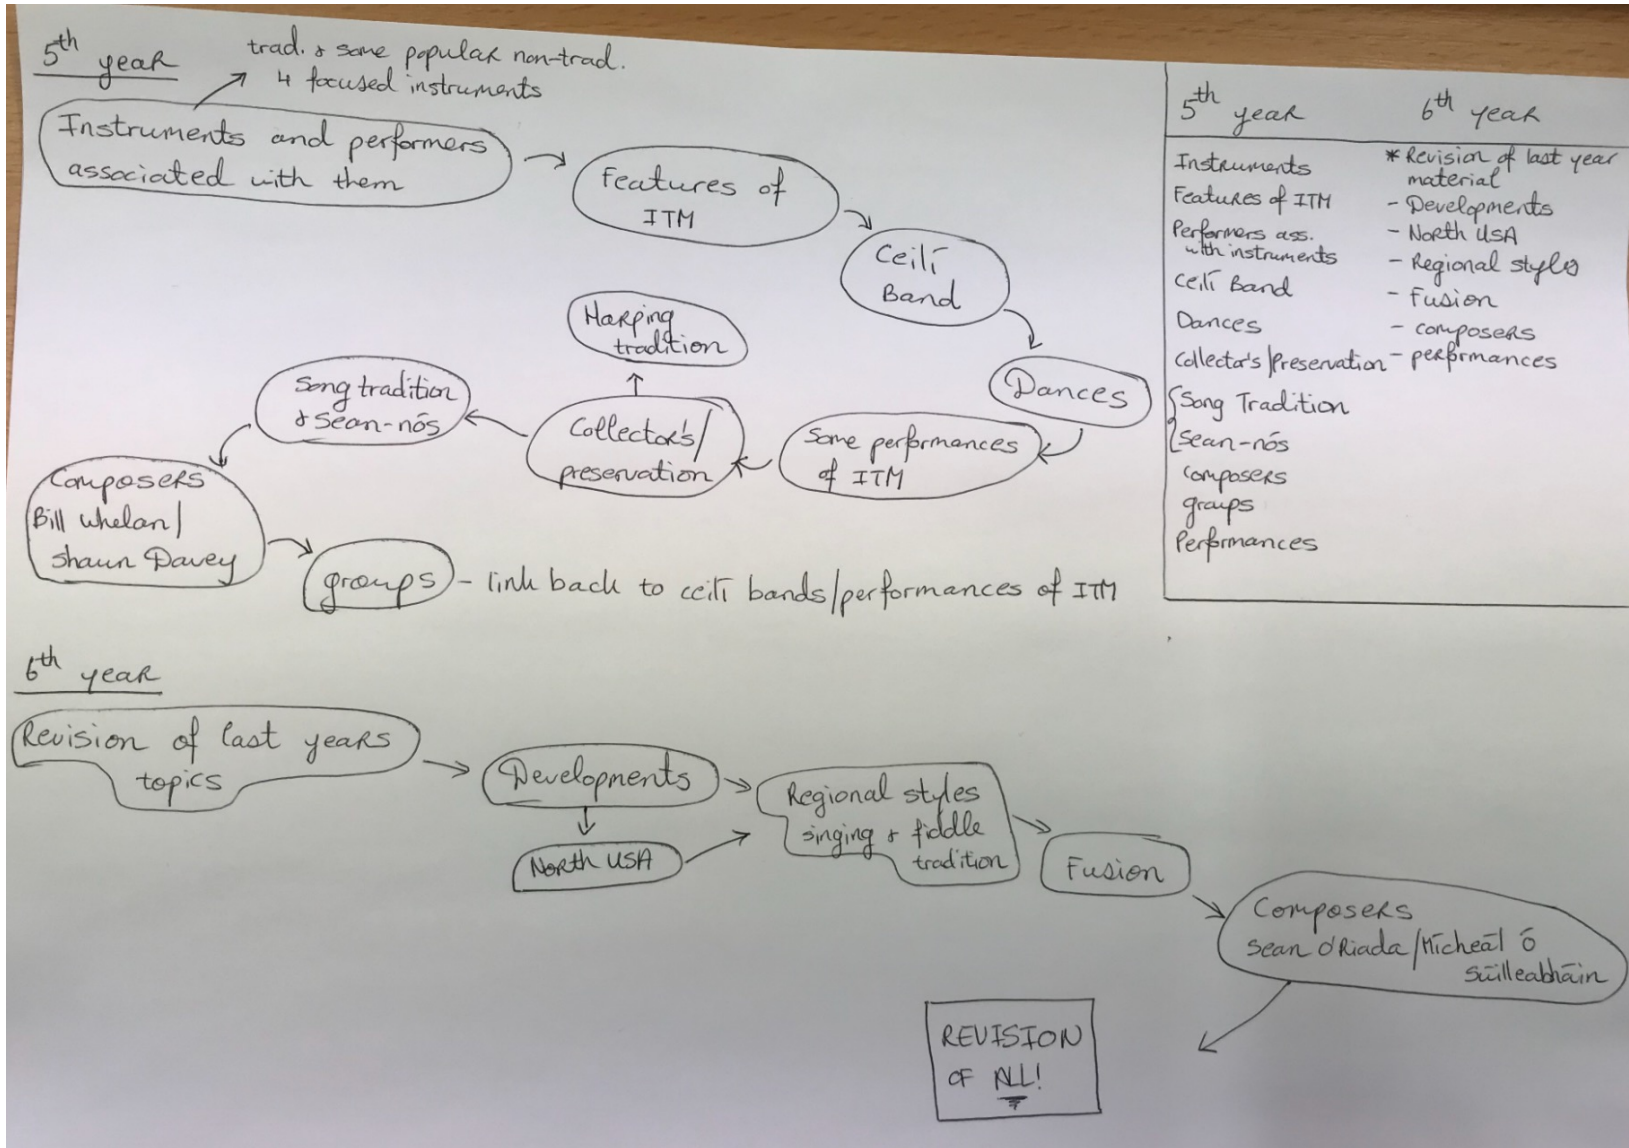 5th year
trad. & some popular non-trad.
4 focused instruments
Instruments and performers
associated with them
Features of
ITM
Ceilī
Band
Dances
Some performances
of ITM
Collector's/
preservation
Harping
tradition
Song tradition
& Sean-nós
Composers
Bill Whelan/
Shaun Davey
groups - link back to ceilī bands/performances of ITM
5th year
Instruments
Features of ITM
Performers ass.
with instruments
Ceilī Band
Dances
Collector's/Preservation
Song Tradition
Sean-nós
Composers
groups
Performances
6th year
* Revision of last year
material
- Developments
- North USA
- Regional styles
- Fusion
- composers
- performances
6th year
Revision of last years
topics
Developments
North USA
Regional styles
singing & fiddle
tradition
Fusion
Composers
Sean O'Riada/Mīcheāl ō
Sūilleabhāin
REVISION
OF ALL!